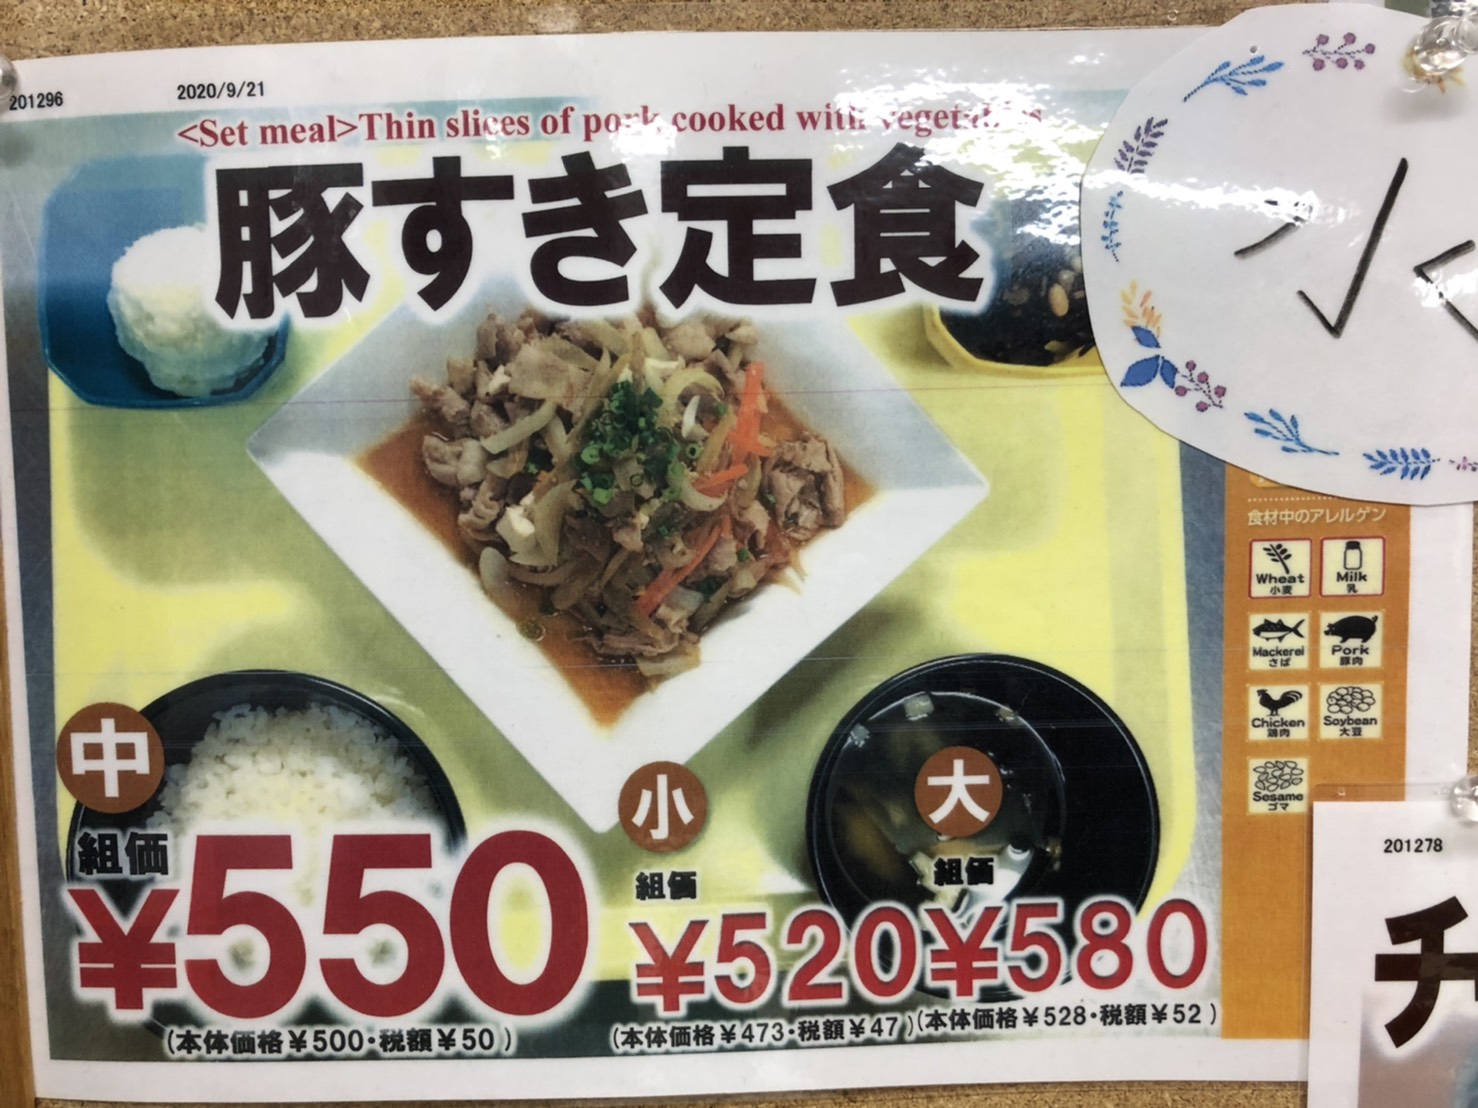 201296
2020/9/21
<Set meal>Thin slices of pork cooked with vegetables
豚すき定食
水
食材中のアレルゲン
Wheat
小麦
Milk
乳
Mackerel
さば
Pork
豚肉
Chicken
鶏肉
Soybean
大豆
Sesame
ゴマ
中
組価
¥550
(本体価格¥500・税額¥50)
小
組価
¥520
(本体価格¥473・税額¥47)
大
組価
¥580
(本体価格¥528・税額¥52)
201278
チ